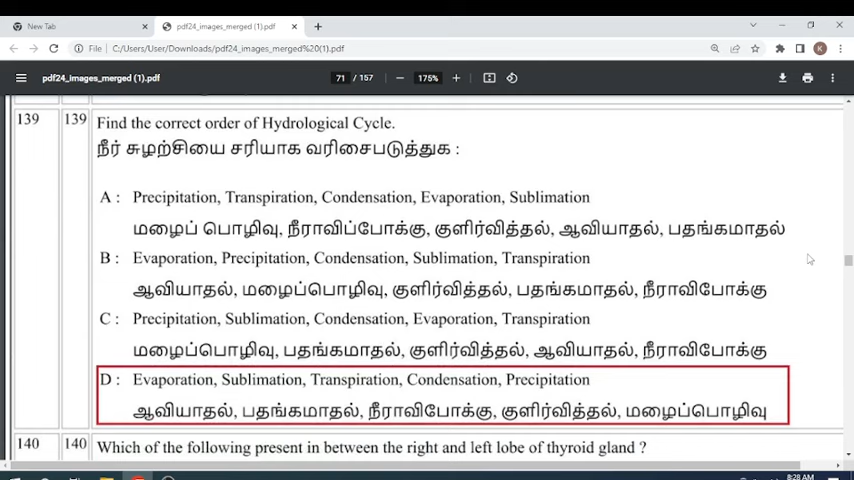 New Tab
pdf24_images_merged (1).pdf
File
C:/Users/User/Downloads/pdf24_images_merged%20(1).pdf
K
pdf24_images_merged (1).pdf
71 / 157
175%
139 139 Find the correct order of Hydrological Cycle.
நீர் சுழற்சியை சரியாக வரிசைபடுத்துக :
A : Precipitation, Transpiration, Condensation, Evaporation, Sublimation
மழைப் பொழிவு, நீராவிப்போக்கு, குளிர்வித்தல், ஆவியாதல், பதங்கமாதல்
B : Evaporation, Precipitation, Condensation, Sublimation, Transpiration
ஆவியாதல், மழைப்பொழிவு, குளிர்வித்தல், பதங்கமாதல், நீராவிபோக்கு
C : Precipitation, Sublimation, Condensation, Evaporation, Transpiration
மழைப்பொழிவு, பதங்கமாதல், குளிர்வித்தல், ஆவியாதல், நீராவிபோக்கு
D : Evaporation, Sublimation, Transpiration, Condensation, Precipitation
ஆவியாதல், பதங்கமாதல், நீராவிபோக்கு, குளிர்வித்தல், மழைப்பொழிவு
140 140 Which of the following present in between the right and left lobe of thyroid gland ?
8:28 AM